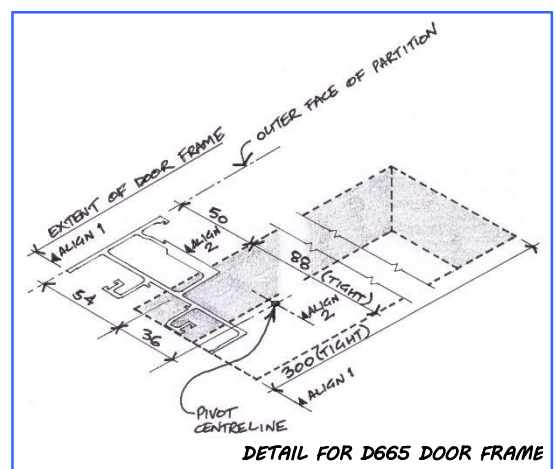 OUTER FACE OF PARTITION
EXTENT OF DOOR FRAME
▲ALIGN 1
50
▲ALIGN
2
88
(TIGHT)
54
36
▲ALIGN
2
300 (TIGHT)
▲ALIGN 1
PIVOT
CENTRELINE
DETAIL FOR D665 DOOR FRAME